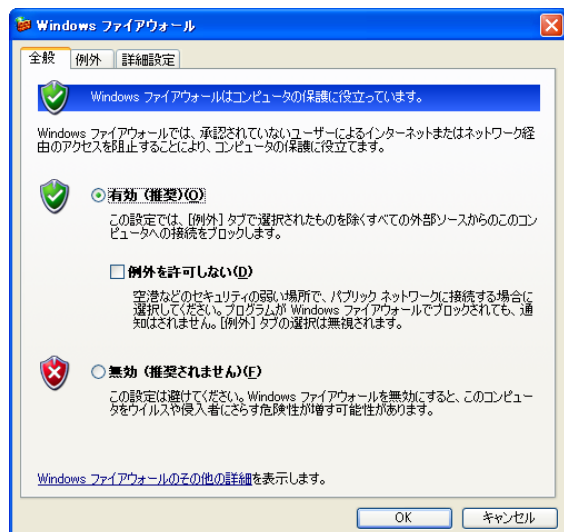 Windows ファイアウォール
全般 例外 詳細設定
Windows ファイアウォールはコンピュータの保護に役立っています。
Windows ファイアウォールでは、承認されていないユーザーによるインターネットまたはネットワーク経
由のアクセスを阻止することにより、コンピュータの保護に役立てます。
有効 (推奨)(O)
この設定では、[例外] タブで選択されたものを除くすべての外部ソースからのこのコン
ピュータへの接続をブロックします。
例外を許可しない(D)
空港などのセキュリティの弱い場所で、パブリック ネットワークに接続する場合に
選択してください。プログラムが Windows ファイアウォールでブロックされても、通
知はされません。[例外] タブの選択は無視されます。
無効 (推奨されません)(F)
この設定は避けてください。Windows ファイアウォールを無効にすると、このコンピュー
タをウイルスや侵入者にさらす危険性が増す可能性があります。
Windows ファイアウォールのその他の詳細を表示します。
OK キャンセル